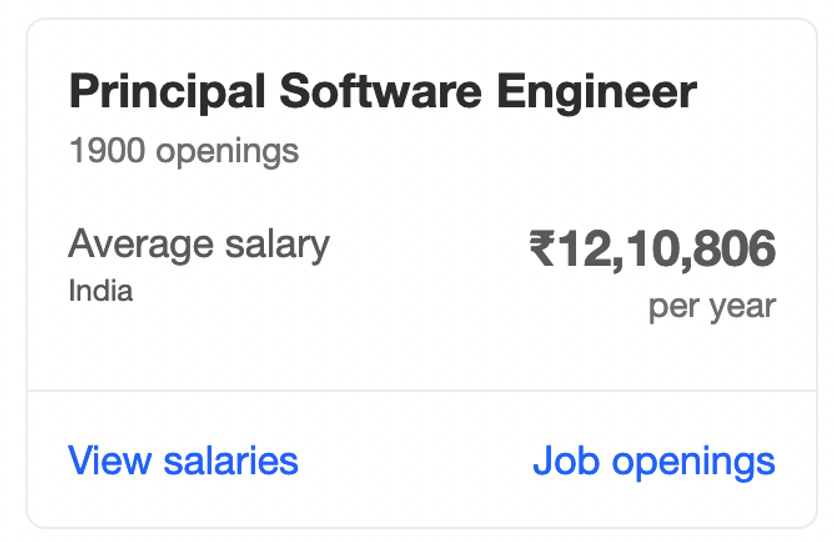 Principal Software Engineer
1900 openings
Average salary
India
₹12,10,806
per year
View salaries
Job openings